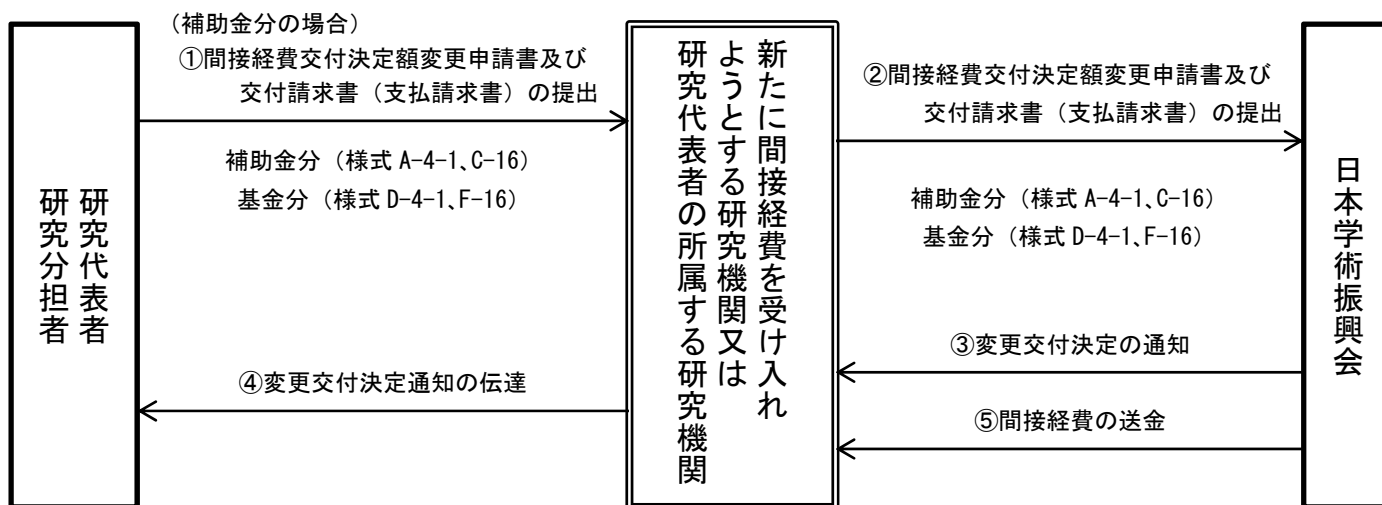 （補助金分の場合）
①間接経費交付決定額変更申請書及び
交付請求書（支払請求書）の提出
補助金分（様式 A-4-1、C-16）
基金分（様式 D-4-1、F-16）
④変更交付決定通知の伝達
研究代表者
研究分担者
新たに間接経費を受け入れ
ようとする研究機関又は
研究代表者の所属する研究機関
②間接経費交付決定額変更申請書及び
交付請求書（支払請求書）の提出
補助金分（様式 A-4-1、C-16）
基金分（様式 D-4-1、F-16）
③変更交付決定の通知
⑤間接経費の送金
日本学術振興会